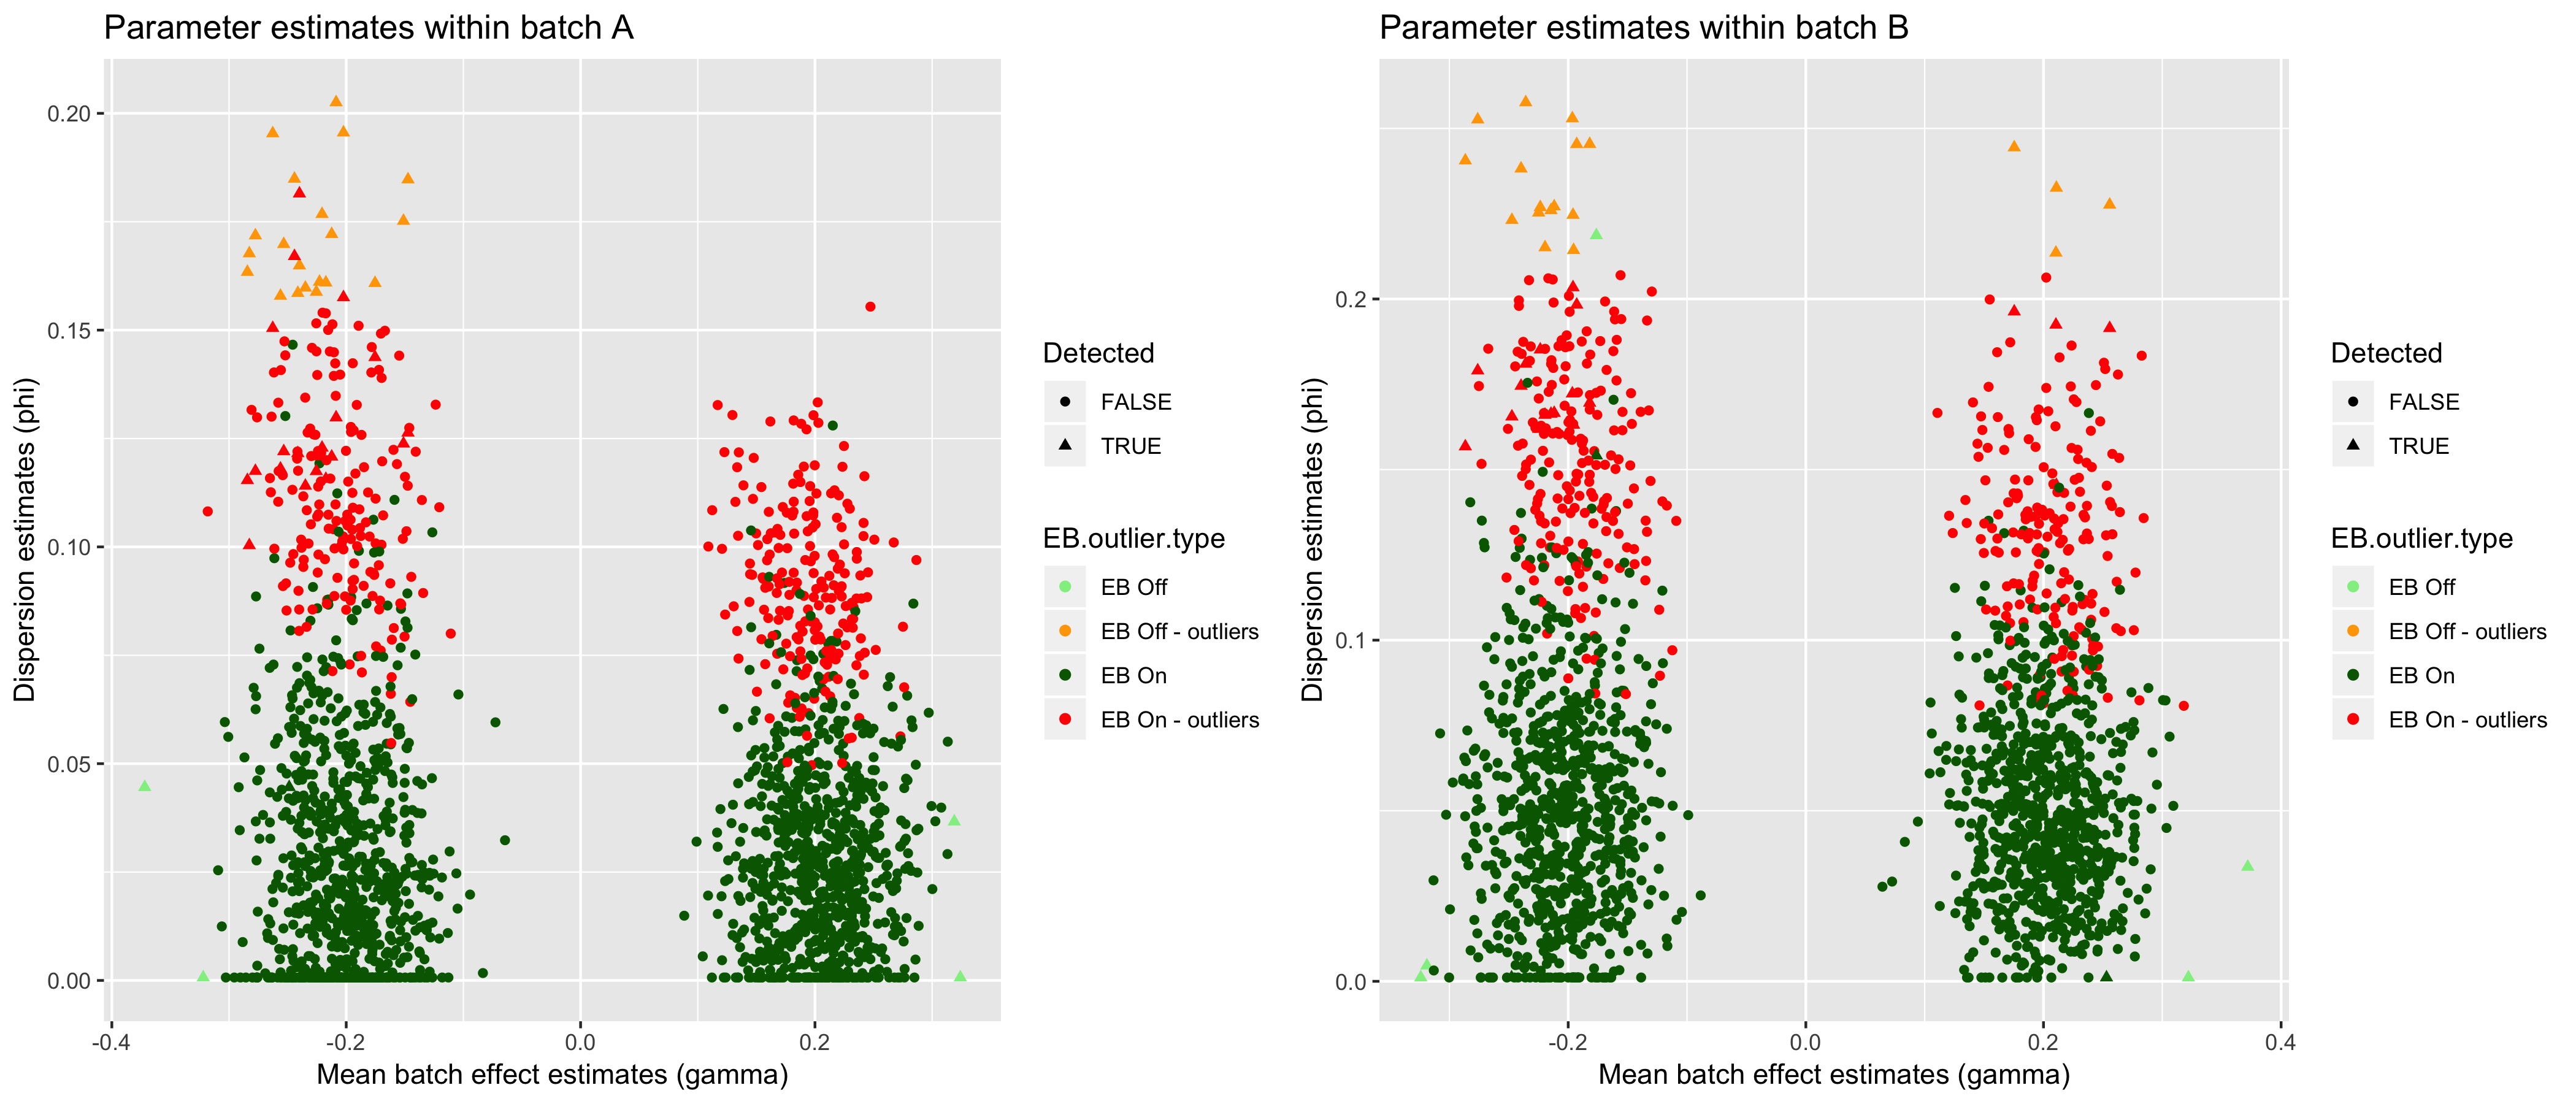 Parameter estimates within batch A
Dispersion estimates (phi)
0.20
0.15
0.10
0.05
0.00
-0.4
-0.2
0.0
0.2
Mean batch effect estimates (gamma)
Detected
FALSE
TRUE
EB.outlier.type
EB Off
EB Off - outliers
EB On
EB On - outliers
Parameter estimates within batch B
Dispersion estimates (phi)
0.2
0.1
0.0
-0.2
0.0
0.2
0.4
Mean batch effect estimates (gamma)
Detected
FALSE
TRUE
EB.outlier.type
EB Off
EB Off - outliers
EB On
EB On - outliers